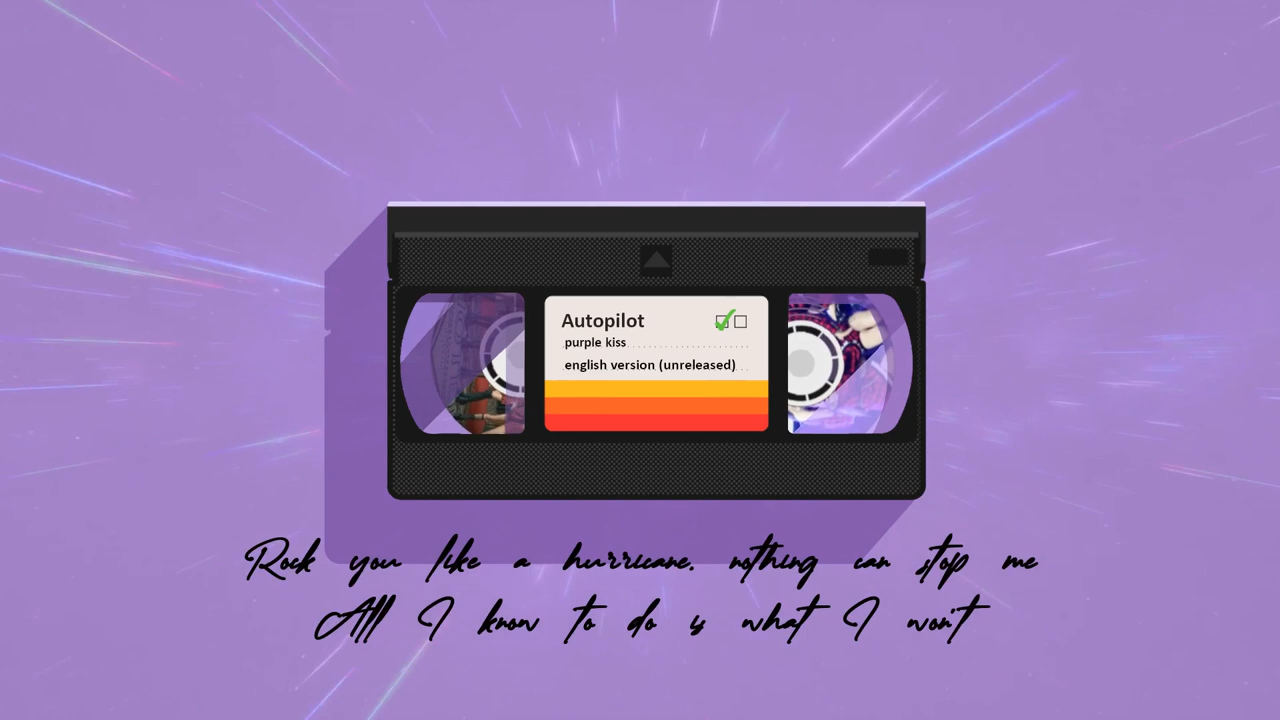 Autopilot
purple kiss
english version (unreleased)
Rock you like a hurricane, nothing can stop me
All I know to do is what I won't